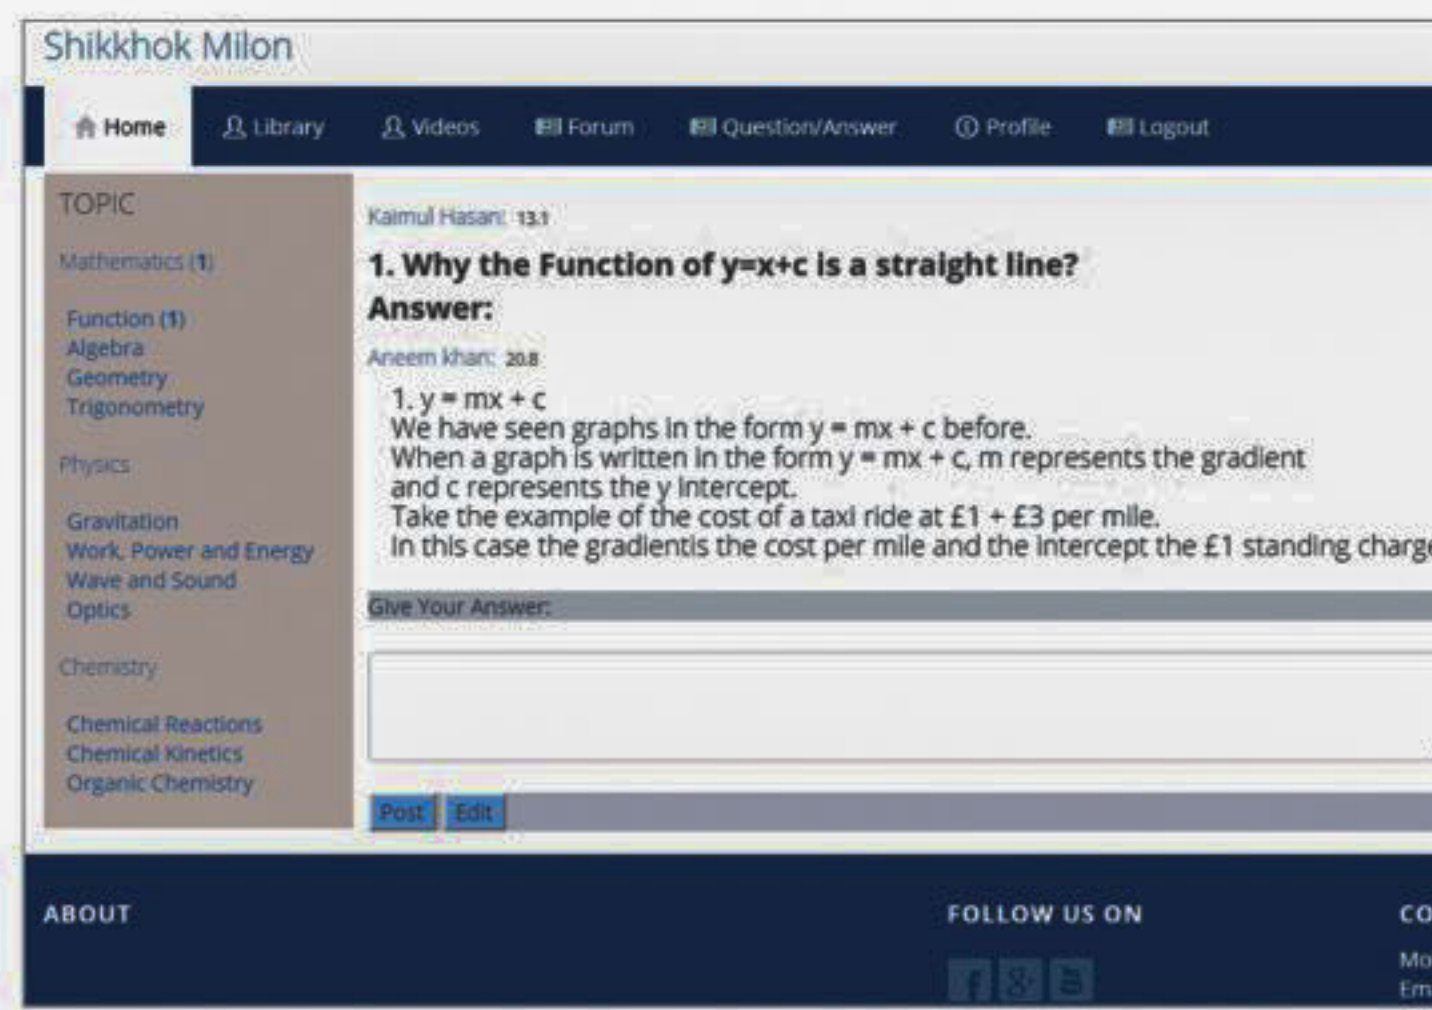 Shikkhok Milon
Home Library Videos Forum Question/Answer Profile Logout
TOPIC
Mathematics (1)
Function (1)
Algebra
Geometry
Trigonometry
Physics
Gravitation
Work, Power and Energy
Wave and Sound
Optics
Chemistry
Chemical Reactions
Chemical Kinetics
Organic Chemistry
Kaimul Hasan: 13.1
1. Why the Function of y=x+c is a straight line?
Answer:
Aneem khan: 20.8
1. y = mx + c
We have seen graphs in the form y = mx + c before.
When a graph is written in the form y = mx + c, m represents the gradient
and c represents the y intercept.
Take the example of the cost of a taxi ride at £1 + £3 per mile.
In this case the gradientis the cost per mile and the intercept the £1 standing charge
Give Your Answer:
Post Edit
ABOUT
FOLLOW US ON
CO
Mo
Em